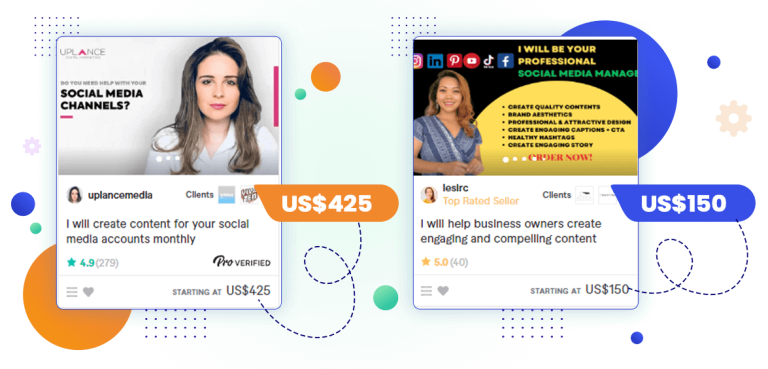 UPLANCE
DIGITAL MARKETING
DO YOU NEED HELP WITH YOUR
SOCIAL MEDIA
CHANNELS?
uplancemedia
Clients
US$425
I will create content for your social
media accounts monthly
4.9(279)
Pro VERIFIED
STARTING AT US$425
I WILL BE YOUR
PROFESSIONAL
SOCIAL MEDIA MANAG
CREATE QUALITY CONTENTS
BRAND AESTHETICS
PROFESSIONAL & ATTRACTIVE DESIGN
CREATE ENGAGING CAPTIONS + CTA
HEALTHY HASHTAGS
CREATE ENGAGING STORY
ORDER NOW!
leslrc
Top Rated Seller
Clients
US$150
I will help business owners create
engaging and compelling content
5.0(40)
STARTING AT US$150